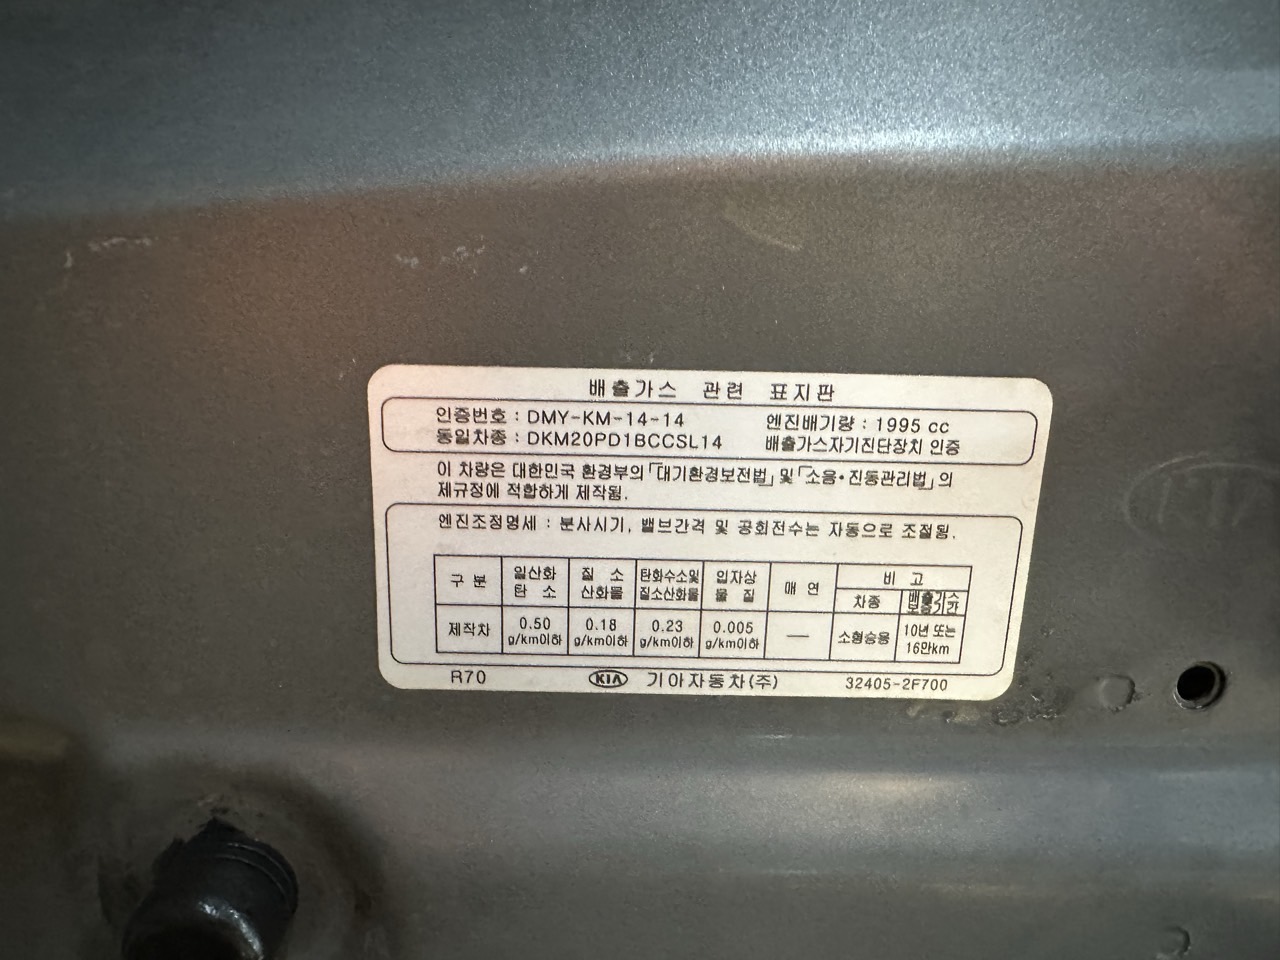 배출가스 관련 표지판
인증번호 : DMY-KM-14-14 엔진배기량 : 1995 cc
동일차종 : DKM20PD1BCCSL14 배출가스자기진단장치 인증
이 차량은 대한민국 환경부의「대기환경보전법」및「소음·진동관리법」의
제규정에 적합하게 제작됨.
엔진조정명세 : 분사시기, 밸브간격 및 공회전수는 자동으로 조절됨.
구 분 일산화탄 소 질 소산화물 탄화수소및질소산화물 입자상물 질 매 연 비 고
차종 배출가스보증기간
제작차 0.50 g/km이하 0.18 g/km이하 0.23 g/km이하 0.005 g/km이하 — 소형승용 10년 또는 16만km
R70 KIA 기아자동차(주) 32405-2F700